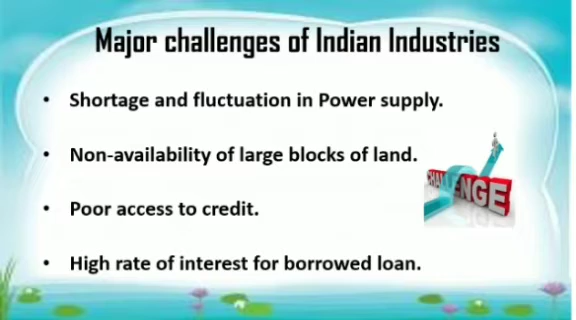 Major challenges of Indian Industries
• Shortage and fluctuation in Power supply.
• Non-availability of large blocks of land.
CHALLENGE
• Poor access to credit.
• High rate of interest for borrowed loan.